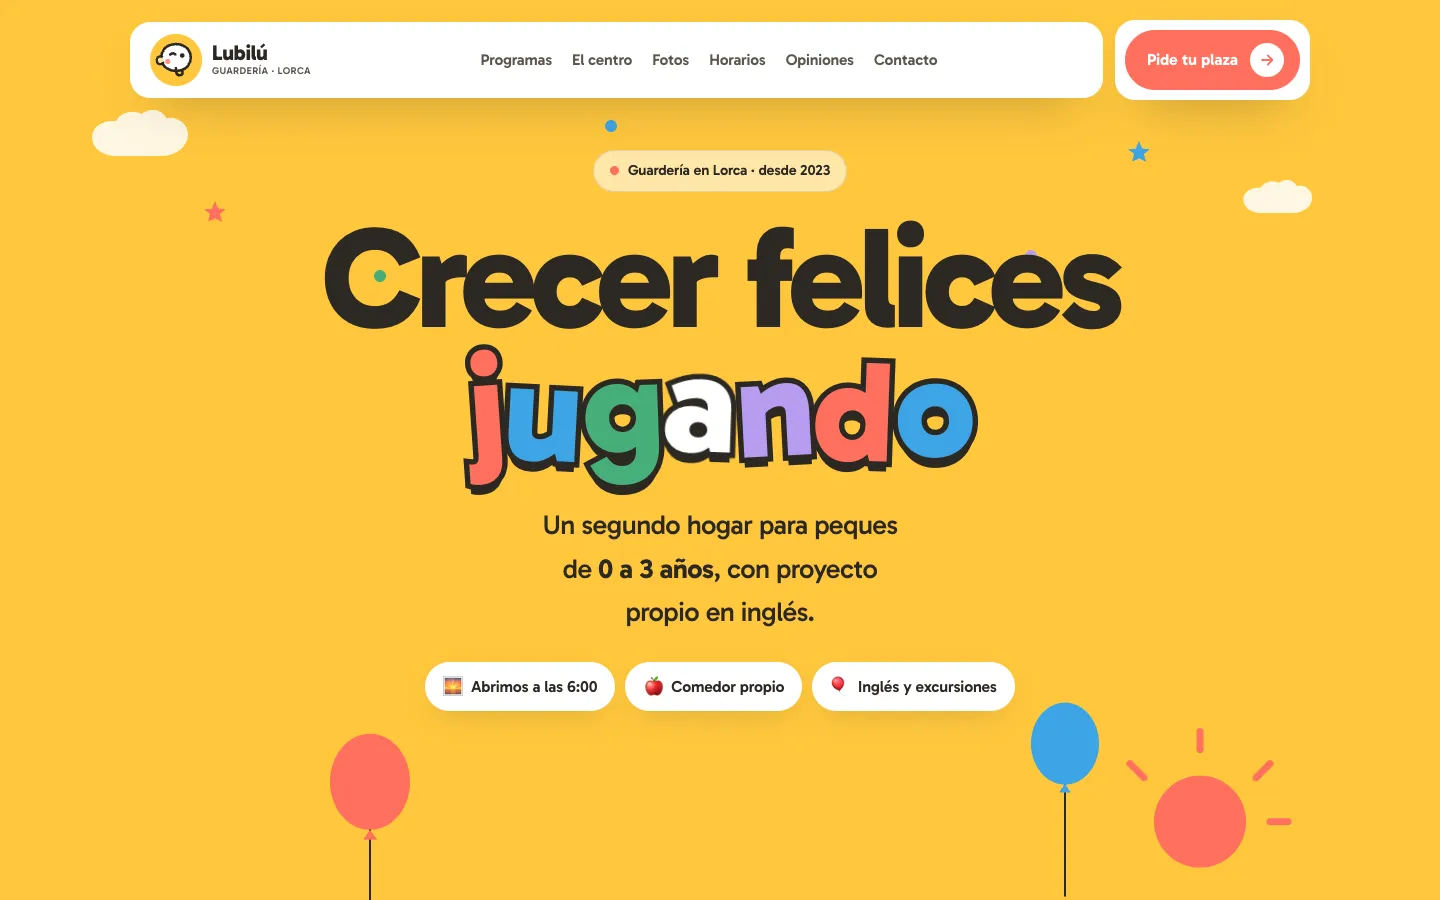 Lubilú
GUARDERÍA · LORCA
Programas
El centro
Fotos
Horarios
Opiniones
Contacto
Pide tu plaza
Guardería en Lorca · desde 2023
Crecer felices
jugando
Un segundo hogar para peques
de 0 a 3 años, con proyecto
propio en inglés.
Abrimos a las 6:00
Comedor propio
Inglés y excursiones